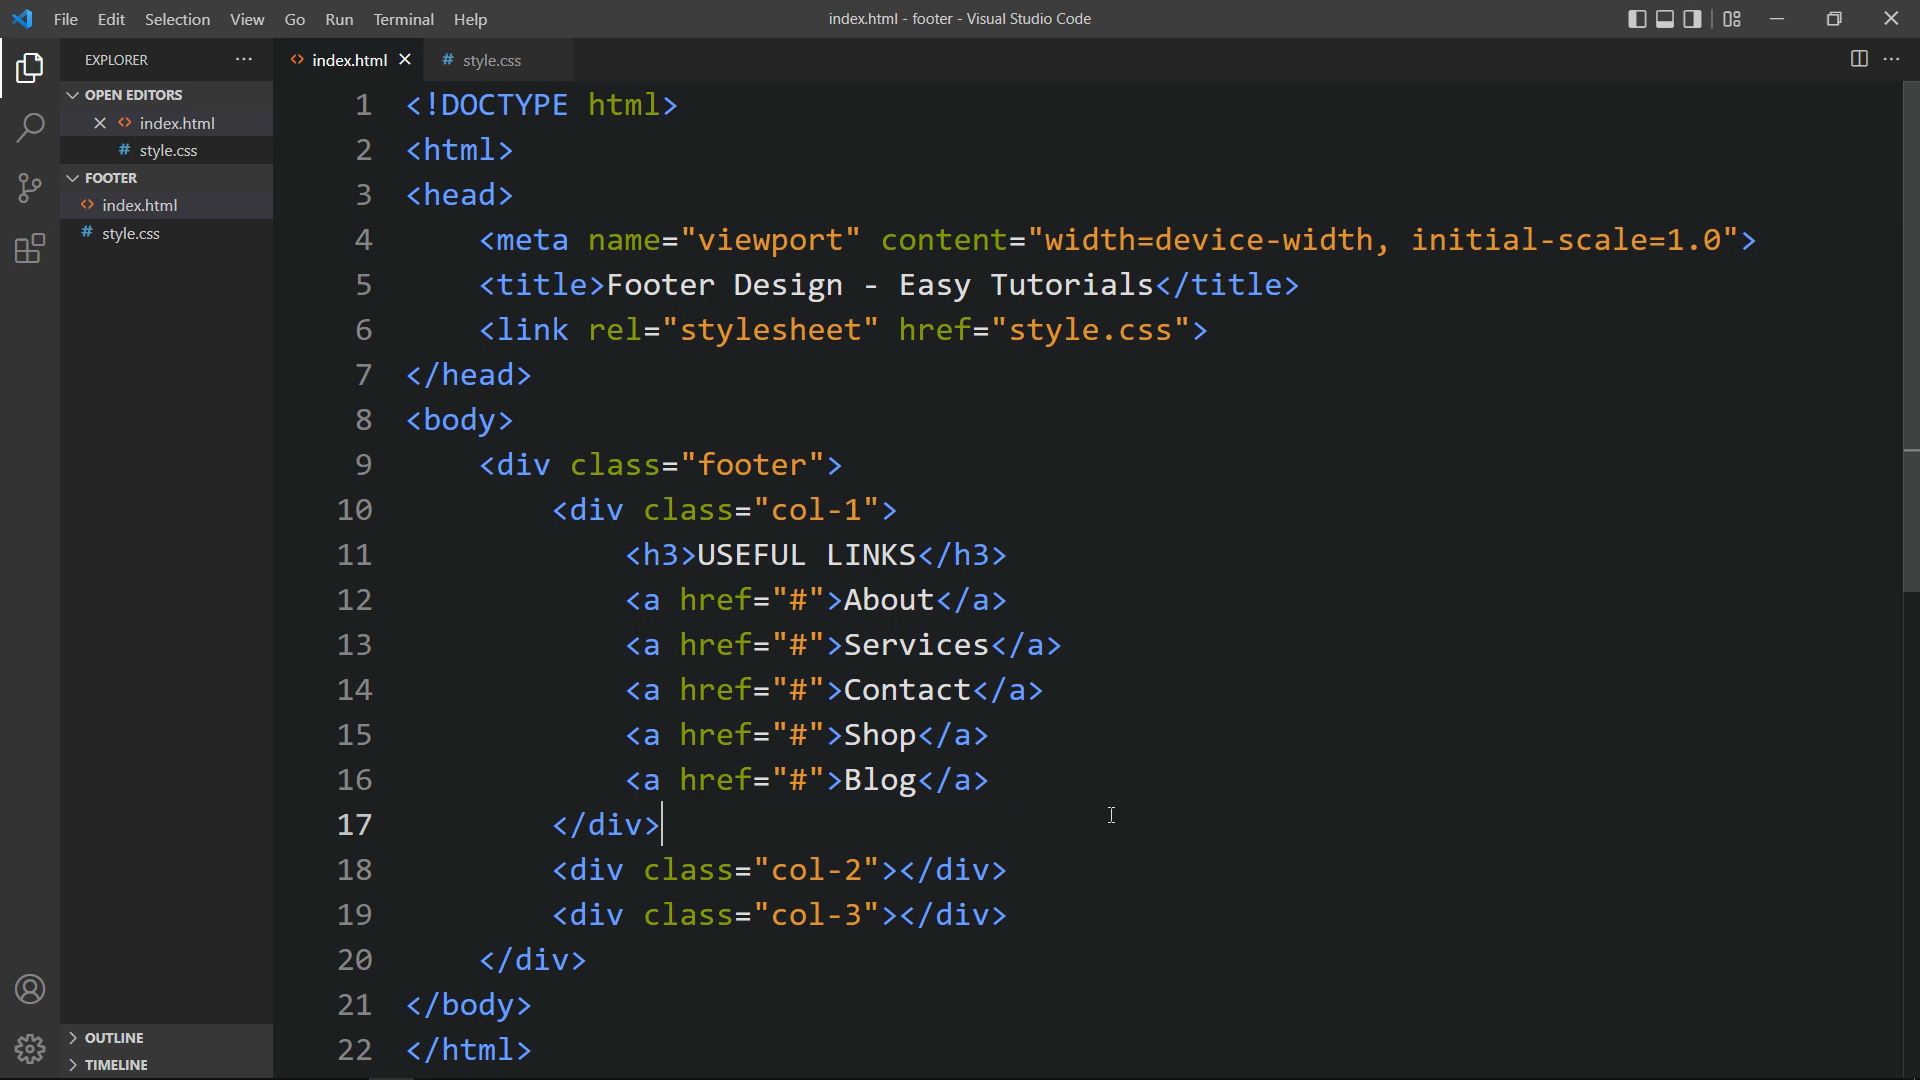 File Edit Selection View Go Run Terminal Help
index.html - footer - Visual Studio Code
EXPLORER
OPEN EDITORS
index.html
# style.css
FOOTER
index.html
# style.css
OUTLINE
TIMELINE
index.html
# style.css
1 <!DOCTYPE html>
2 <html>
3 <head>
4 <meta name="viewport" content="width=device-width, initial-scale=1.0">
5 <title>Footer Design - Easy Tutorials</title>
6 <link rel="stylesheet" href="style.css">
7 </head>
8 <body>
9 <div class="footer">
10 <div class="col-1">
11 <h3>USEFUL LINKS</h3>
12 <a href="#">About</a>
13 <a href="#">Services</a>
14 <a href="#">Contact</a>
15 <a href="#">Shop</a>
16 <a href="#">Blog</a>
17 </div>
18 <div class="col-2"></div>
19 <div class="col-3"></div>
20 </div>
21 </body>
22 </html>